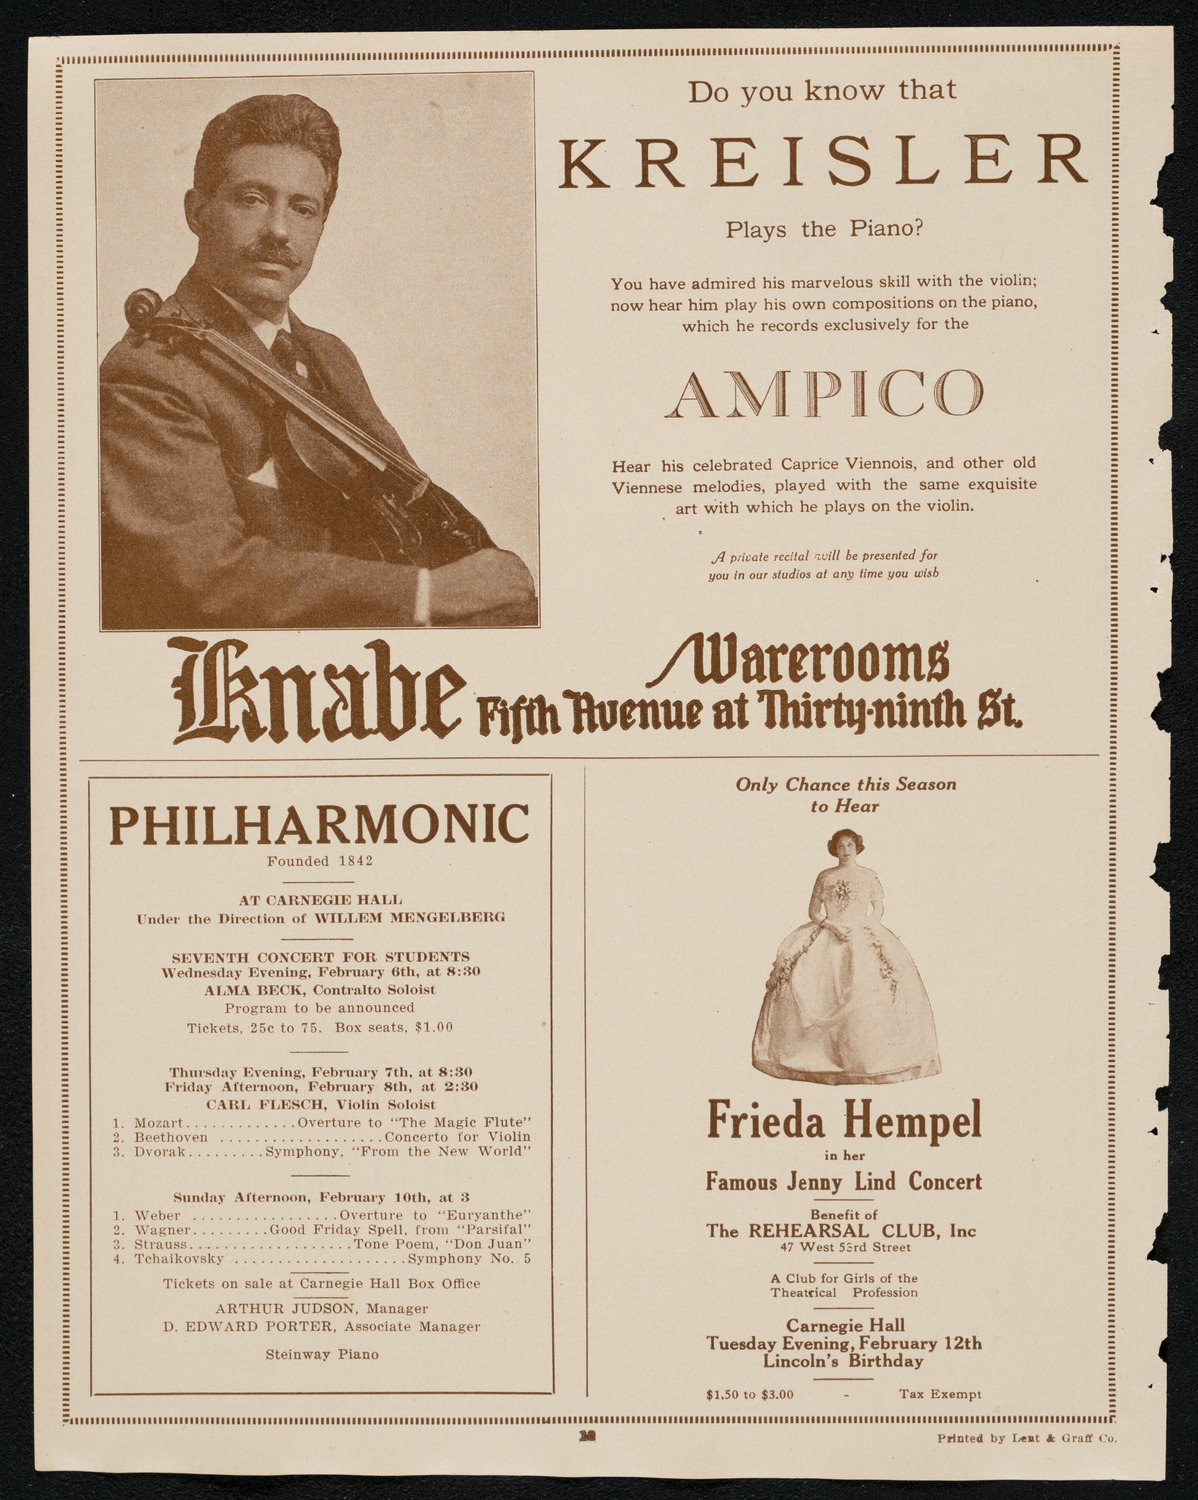 Do you know that
KREISLER
Plays the Piano?
You have admired his marvelous skill with the violin;
now hear him play his own compositions on the piano,
which he records exclusively for the
AMPICO
Hear his celebrated Caprice Viennois, and other old
Viennese melodies, played with the same exquisite
art with which he plays on the violin.
A private recital will be presented for
you in our studios at any time you wish
Knabe Warerooms
Fifth Avenue at Thirty-ninth St.
PHILHARMONIC
Founded 1842
AT CARNEGIE HALL
Under the Direction of WILLEM MENGELBERG
SEVENTH CONCERT FOR STUDENTS
Wednesday Evening, February 6th, at 8:30
ALMA BECK, Contralto Soloist
Program to be announced
Tickets, 25c to 75. Box seats, $1.00
Thursday Evening, February 7th, at 8:30
Friday Afternoon, February 8th, at 2:30
CARL FLESCH, Violin Soloist
1. Mozart.............Overture to "The Magic Flute"
2. Beethoven ...................Concerto for Violin
3. Dvorak.........Symphony, "From the New World"
Sunday Afternoon, February 10th, at 3
1. Weber .................Overture to "Euryanthe"
2. Wagner.........Good Friday Spell, from "Parsifal"
3. Strauss...................Tone Poem, "Don Juan"
4. Tchaikovsky ....................Symphony No. 5
Tickets on sale at Carnegie Hall Box Office
ARTHUR JUDSON, Manager
D. EDWARD PORTER, Associate Manager
Steinway Piano
Only Chance this Season
to Hear
Frieda Hempel
in her
Famous Jenny Lind Concert
Benefit of
The REHEARSAL CLUB, Inc
47 West 53rd Street
A Club for Girls of the
Theatrical Profession
Carnegie Hall
Tuesday Evening, February 12th
Lincoln's Birthday
$1.50 to $3.00 - Tax Exempt
Printed by Lent & Graff Co.